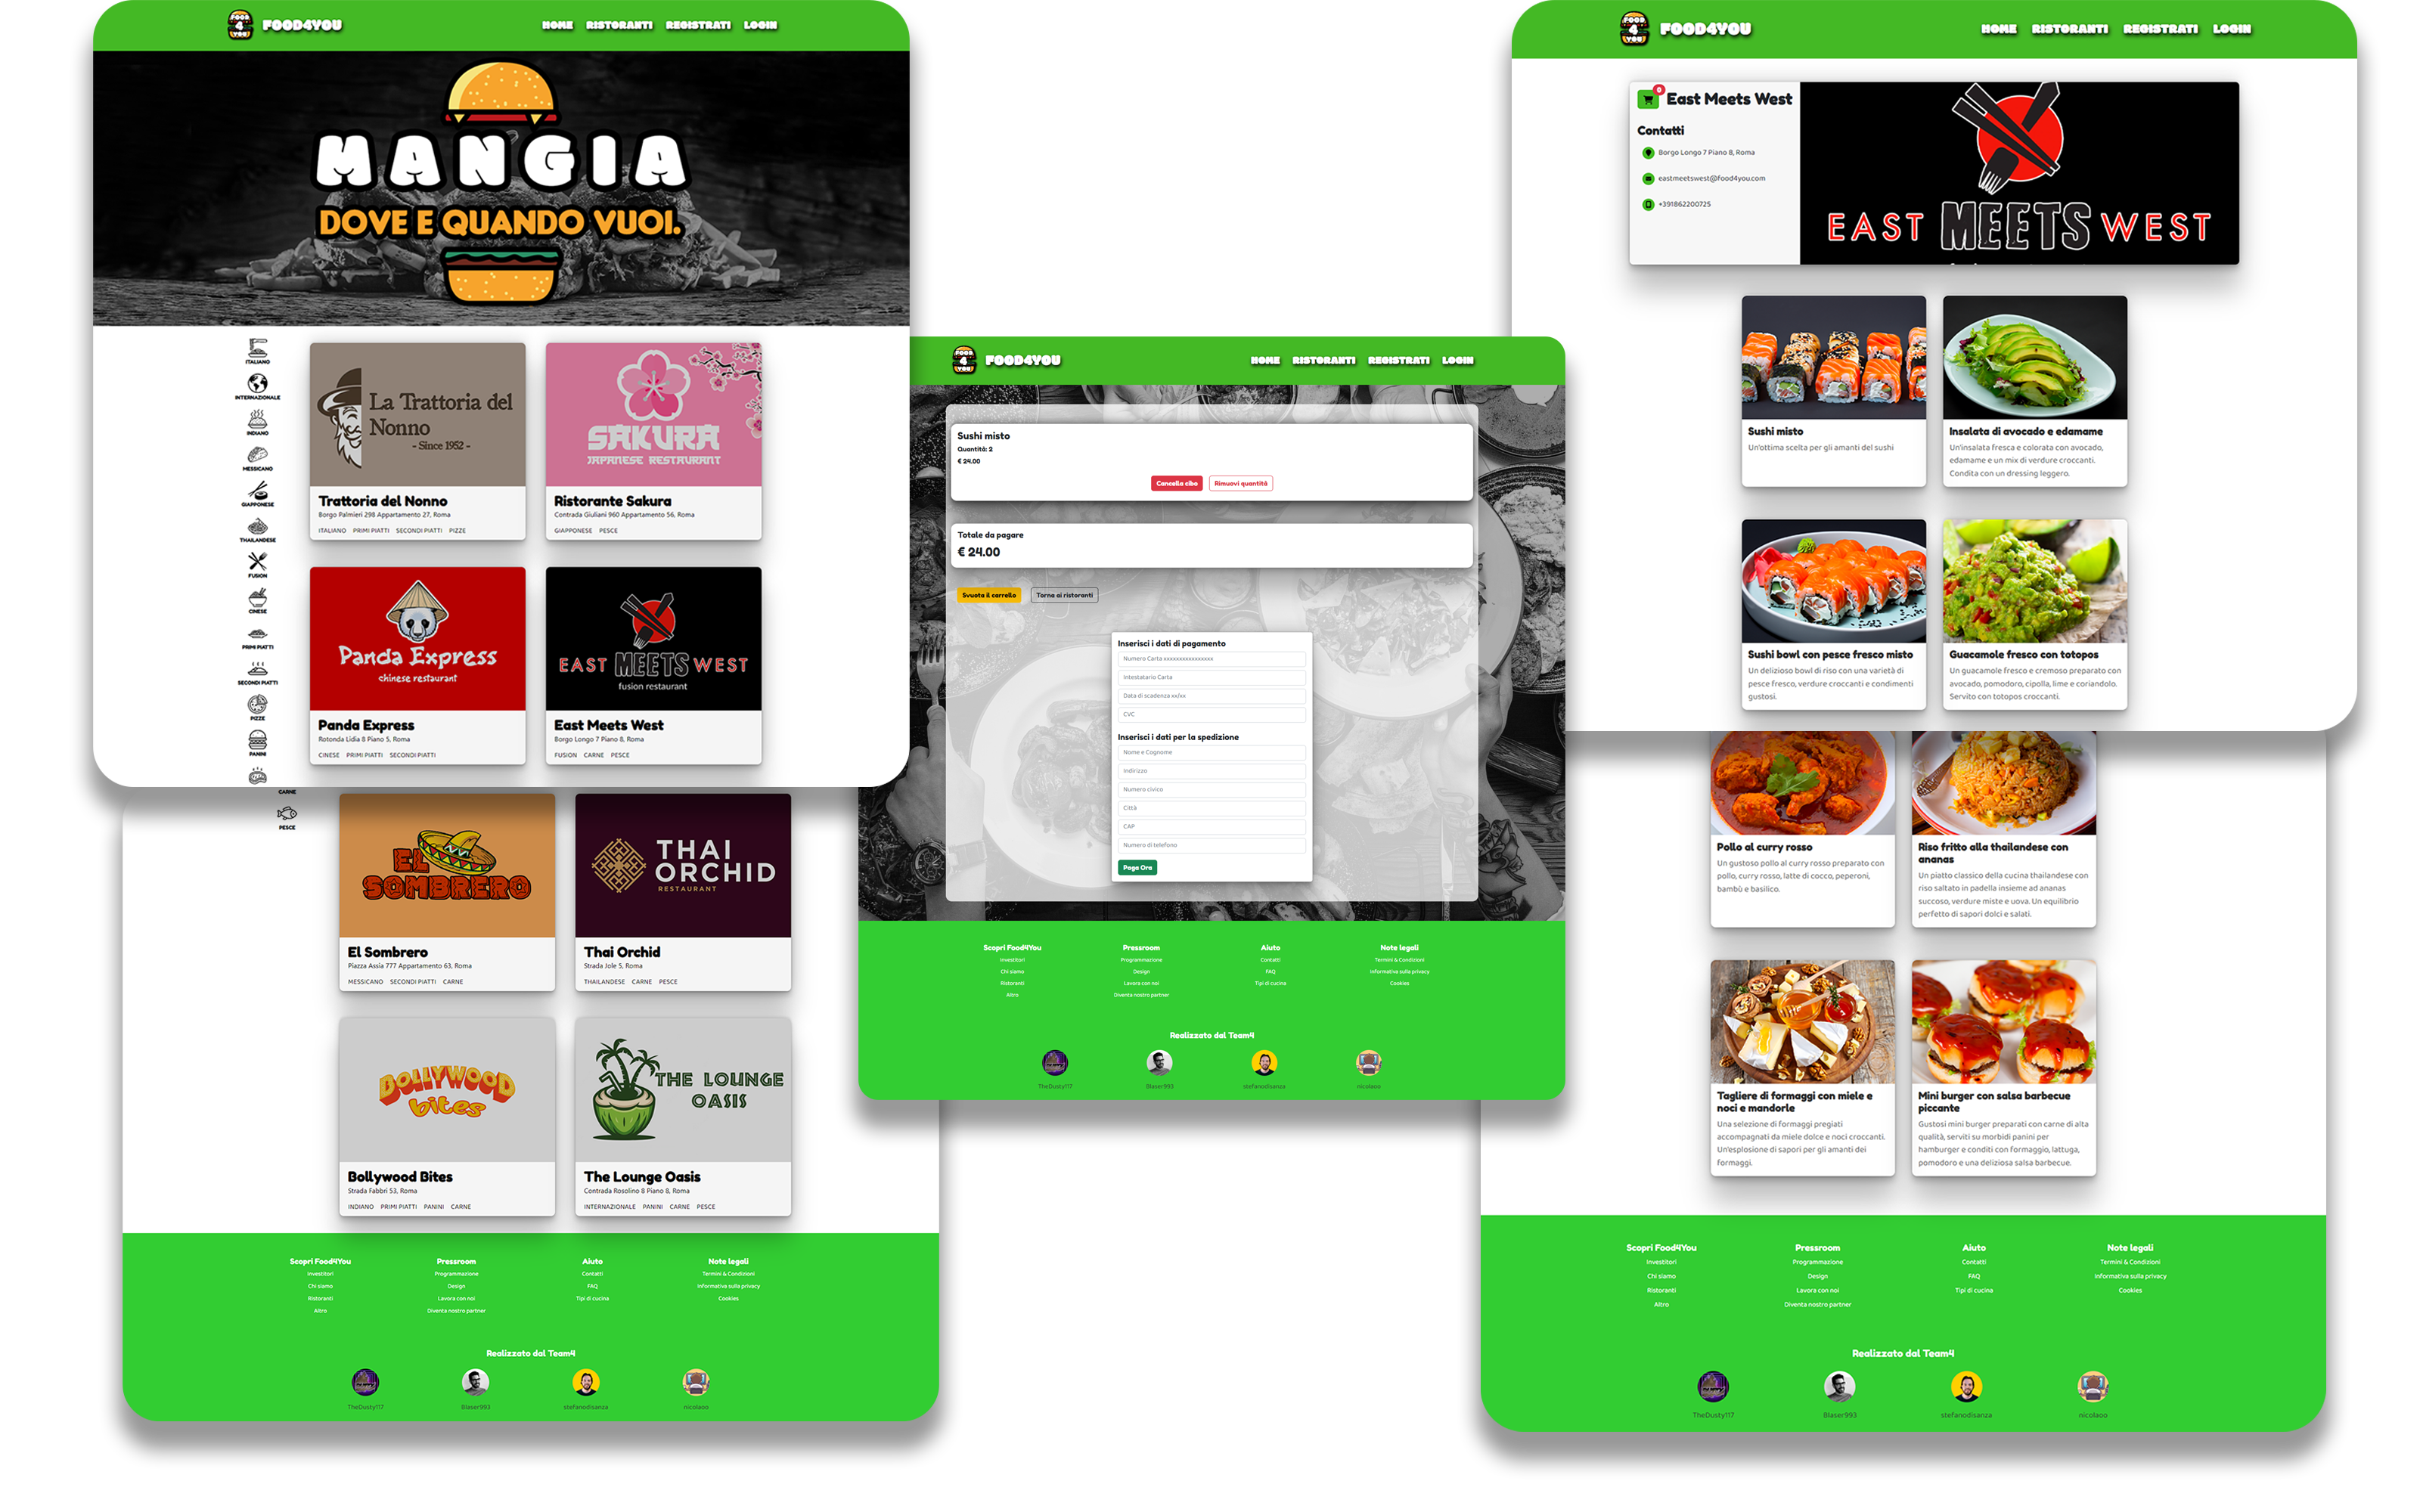 FOOD
4
YOU
FOOD4YOU
HOME
RISTORANTI
REGISTRATI
LOGIN
MANGIA
DOVE E QUANDO VUOI.
ITALIANO
INTERNAZIONALE
INDIANO
MESSICANO
GIAPPONESE
THAILANDESE
FUSION
CINESE
PRIMI PIATTI
SECONDI PIATTI
PIZZE
PANINI
La Trattoria del
Nonno
- Since 1952 -
Trattoria del Nonno
Borgo Palmieri 298 Appartamento 27, Roma
ITALIANO PRIMI PIATTI SECONDI PIATTI PIZZE
SAKURA
JAPANESE RESTAURANT
Ristorante Sakura
Contrada Giuliani 960 Appartamento 56, Roma
GIAPPONESE PESCE
Panda Express
chinese restaurant
Panda Express
Rotonda Lidia 8 Piano 5, Roma
CINESE PRIMI PIATTI SECONDI PIATTI
EAST MEETS WEST
fusion restaurant
East Meets West
Borgo Longo 7 Piano 8, Roma
FUSION CARNE PESCE
CARNE
PESCE
EL
SOMBRERO
El Sombrero
Piazza Assia 777 Appartamento 63, Roma
MESSICANO SECONDI PIATTI CARNE
THAI
ORCHID
RESTAURANT
Thai Orchid
Strada Jole 5, Roma
THAILANDESE CARNE PESCE
BOLLYWOOD
bites
Bollywood Bites
Strada Fabbri 53, Roma
INDIANO PRIMI PIATTI PANINI CARNE
THE LOUNGE
OASIS
The Lounge Oasis
Contrada Rosolino 8 Piano 8, Roma
INTERNAZIONALE PANINI CARNE PESCE
Scopri Food4You
Investitori
Chi siamo
Ristoranti
Altro
Pressroom
Programmazione
Design
Lavora con noi
Diventa nostro partner
Aiuto
Contatti
FAQ
Tipi di cucina
Note legali
Termini & Condizioni
Informativa sulla privacy
Cookies
Realizzato dal Team4
TheDusty117
Blaser993
stefanodisanza
nicolaoo
FOOD
4
YOU
FOOD4YOU
HOME
RISTORANTI
REGISTRATI
LOGIN
Sushi misto
Quantità: 2
€ 24.00
Cancella cibo
Rimuovi quantità
Totale da pagare
€ 24.00
Svuota il carrello
Torna ai ristoranti
Inserisci i dati di pagamento
Numero Carta xxxxxxxxxxxxxxxx
Intestatario Carta
Data di scadenza xx/xx
CVC
Inserisci i dati per la spedizione
Nome e Cognome
Indirizzo
Numero civico
Città
CAP
Numero di telefono
Paga Ora
Scopri Food4You
Investitori
Chi siamo
Ristoranti
Altro
Pressroom
Programmazione
Design
Lavora con noi
Diventa nostro partner
Aiuto
Contatti
FAQ
Tipi di cucina
Note legali
Termini & Condizioni
Informativa sulla privacy
Cookies
Realizzato dal Team4
TheDusty117
Blaser993
stefanodisanza
nicolaoo
FOOD
4
YOU
FOOD4YOU
HOME
RISTORANTI
REGISTRATI
LOGIN
0
East Meets West
Contatti
Borgo Longo 7 Piano 8, Roma
eastmeetswest@food4you.com
+391862200725
EAST MEETS WEST
Sushi misto
Un'ottima scelta per gli amanti del sushi
Insalata di avocado e edamame
Un'insalata fresca e colorata con avocado,
edamame e un mix di verdure croccanti.
Condita con un dressing leggero.
Sushi bowl con pesce fresco misto
Un delizioso bowl di riso con una varietà di
pesce fresco, verdure croccanti e condimenti
gustosi.
Guacamole fresco con totopos
Un guacamole fresco e cremoso preparato con
avocado, pomodoro, cipolla, lime e coriandolo.
Servito con totopos croccanti.
Pollo al curry rosso
Un gustoso pollo al curry rosso preparato con
pollo, curry rosso, latte di cocco, peperoni,
bambù e basilico.
Riso fritto alla thailandese con
ananas
Un piatto classico della cucina thailandese con
riso saltato in padella insieme ad ananas
succoso, verdure miste e uova. Un equilibrio
perfetto di sapori dolci e salati.
Tagliere di formaggi con miele e
noci e mandorle
Una selezione di formaggi pregiati
accompagnati da miele dolce e noci croccanti.
Un'esplosione di sapori per gli amanti dei
formaggi.
Mini burger con salsa barbecue
piccante
Gustosi mini burger preparati con carne di alta
qualità, serviti su morbidi panini per
hamburger e conditi con formaggio, lattuga,
pomodoro e una deliziosa salsa barbecue.
Scopri Food4You
Investitori
Chi siamo
Ristoranti
Altro
Pressroom
Programmazione
Design
Lavora con noi
Diventa nostro partner
Aiuto
Contatti
FAQ
Tipi di cucina
Note legali
Termini & Condizioni
Informativa sulla privacy
Cookies
Realizzato dal Team4
TheDusty117
Blaser993
stefanodisanza
nicolaoo